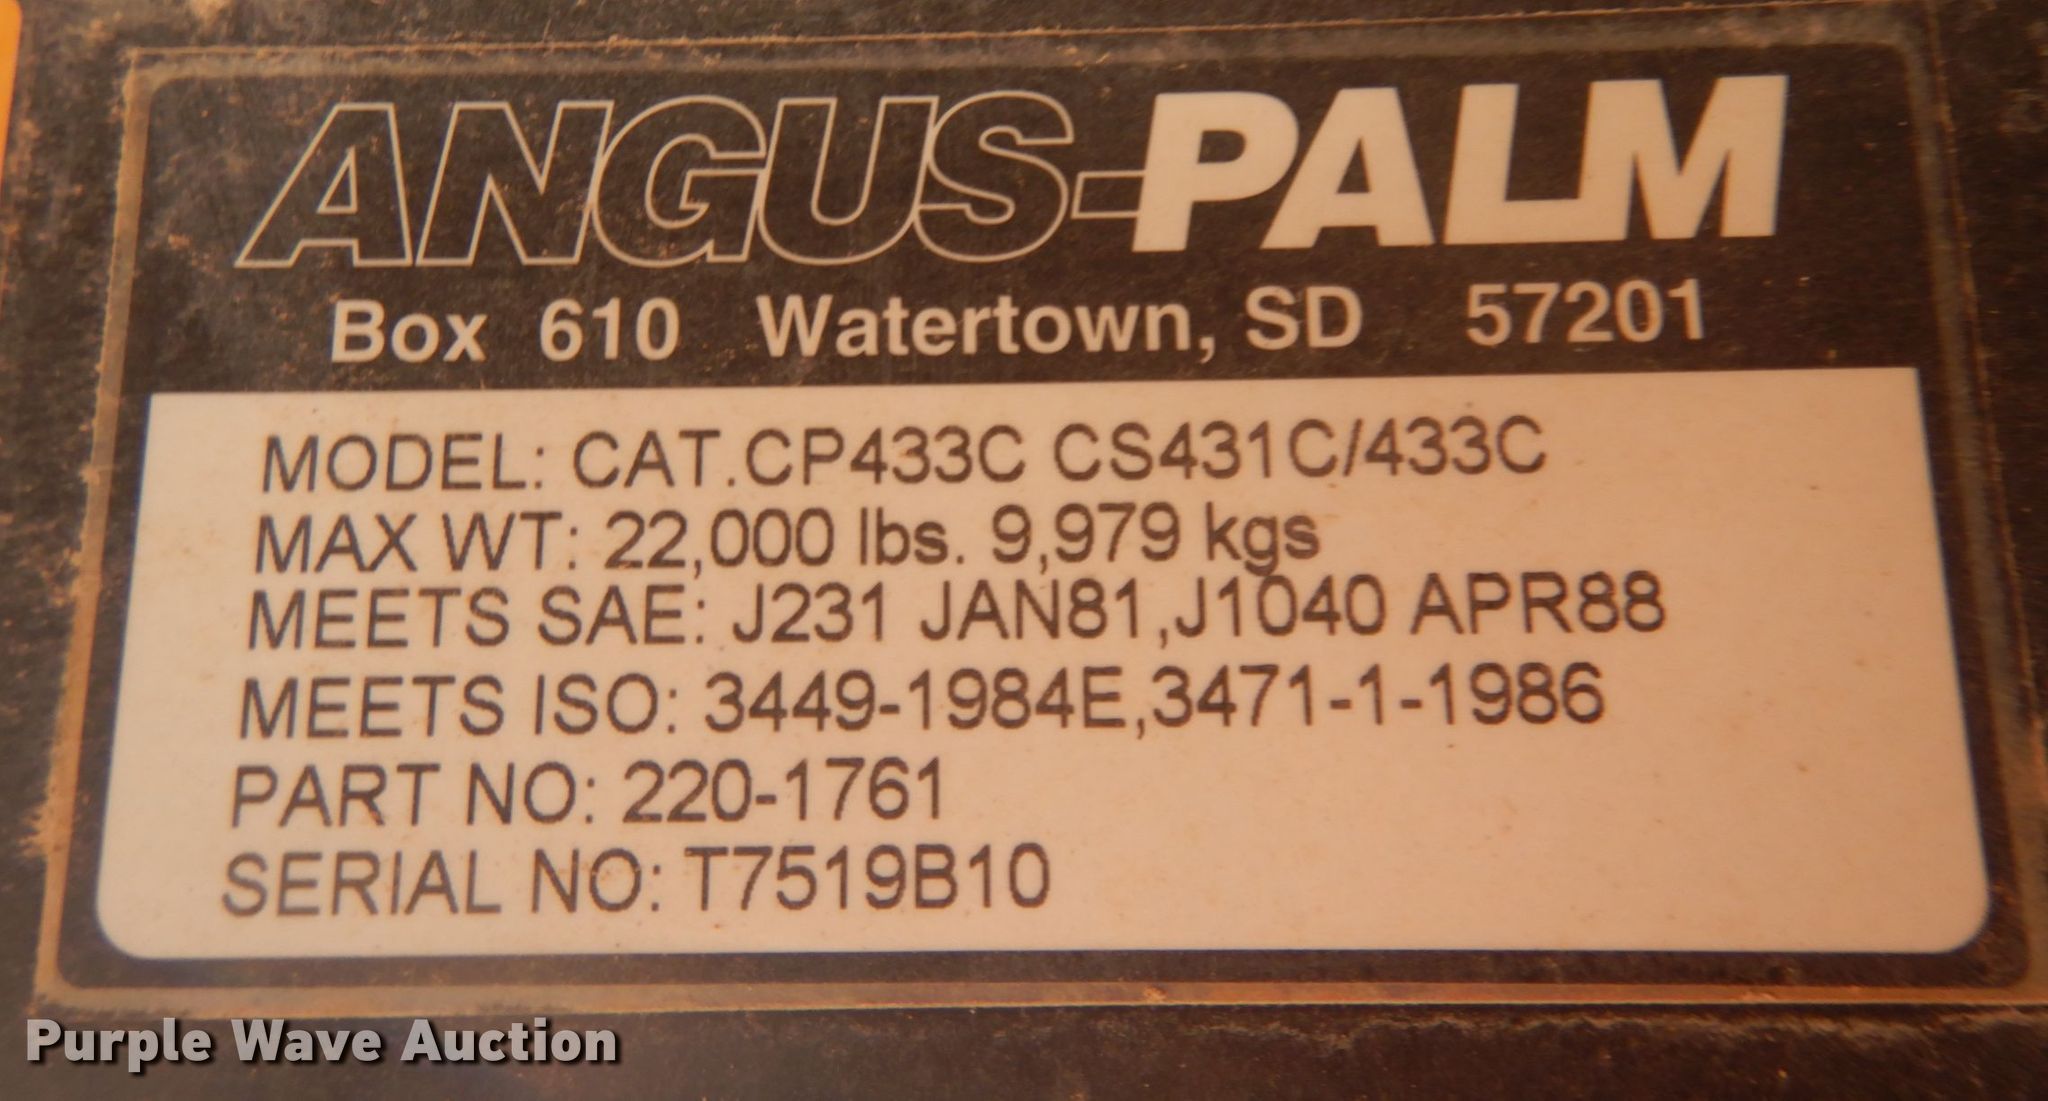 ANGUS-PALM
Box 610 Watertown, SD 57201
MODEL: CAT.CP433C CS431C/433C
MAX WT: 22,000 lbs. 9,979 kgs
MEETS SAE: J231 JAN81,J1040 APR88
MEETS ISO: 3449-1984E,3471-1-1986
PART NO: 220-1761
SERIAL NO: T7519B10
Purple Wave Auction